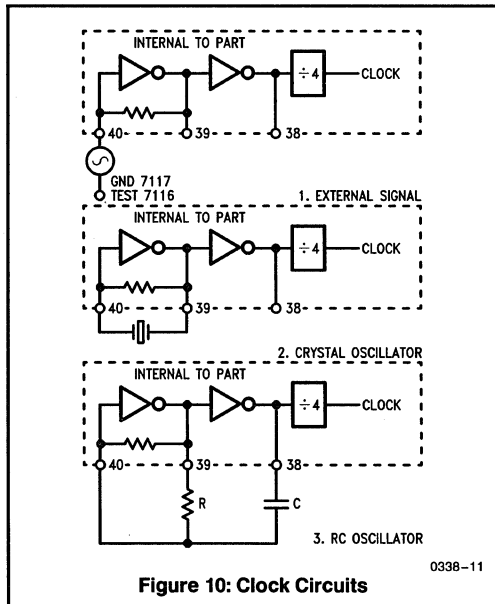 INTERNAL TO PART
÷4
CLOCK
40
39
38
GND 7117
TEST 7116
1. EXTERNAL SIGNAL
INTERNAL TO PART
÷4
CLOCK
40
39
38
2. CRYSTAL OSCILLATOR
INTERNAL TO PART
÷4
CLOCK
40
39
38
R
C
3. RC OSCILLATOR
0338-11
Figure 10: Clock Circuits